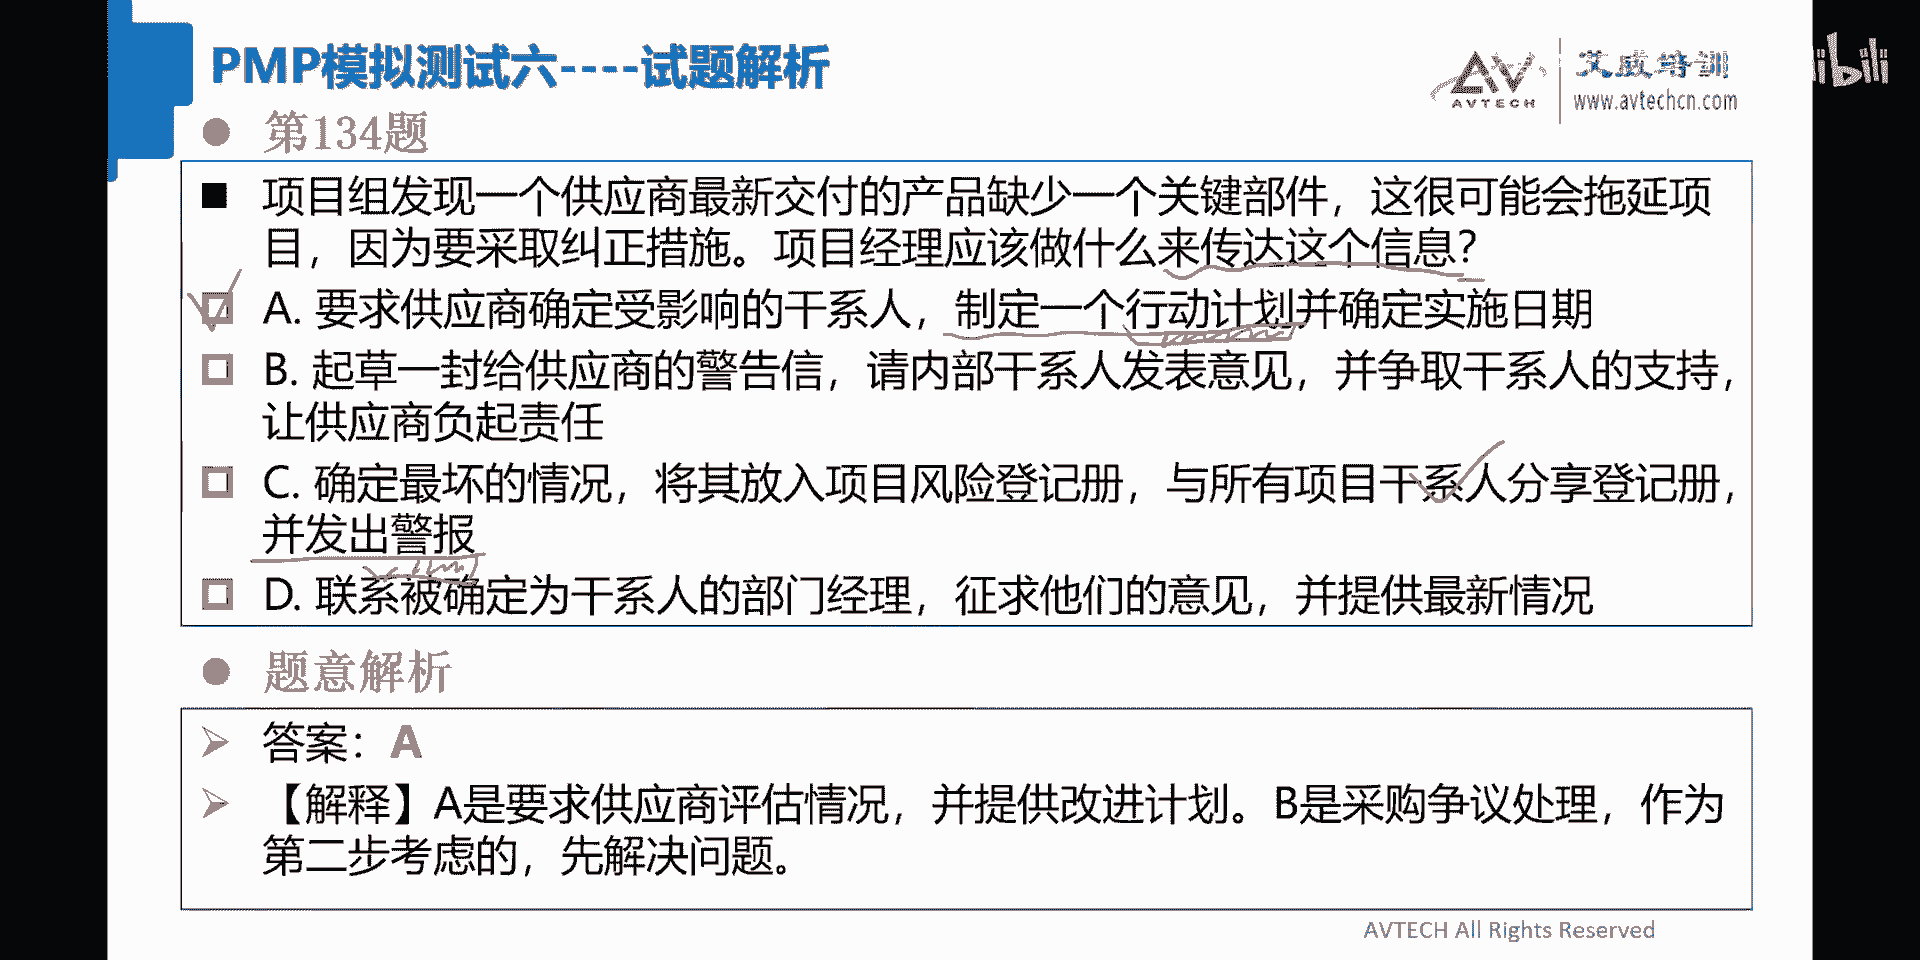 PMP模拟测试六----试题解析
AVTECH
艾威培训
www.avtechcn.com
bili
第134题
项目组发现一个供应商最新交付的产品缺少一个关键部件，这很可能会拖延项
目，因为要采取纠正措施。项目经理应该做什么来传达这个信息？
A. 要求供应商确定受影响的干系人，制定一个行动计划并确定实施日期
B. 起草一封给供应商的警告信，请内部干系人发表意见，并争取干系人的支持，
让供应商负起责任
C. 确定最坏的情况，将其放入项目风险登记册，与所有项目干系人分享登记册，
并发出警报
D. 联系被确定为干系人的部门经理，征求他们的意见，并提供最新情况
题意解析
答案：A
【解释】A是要求供应商评估情况，并提供改进计划。B是采购争议处理，作为
第二步考虑的，先解决问题。
AVTECH All Rights Reserved